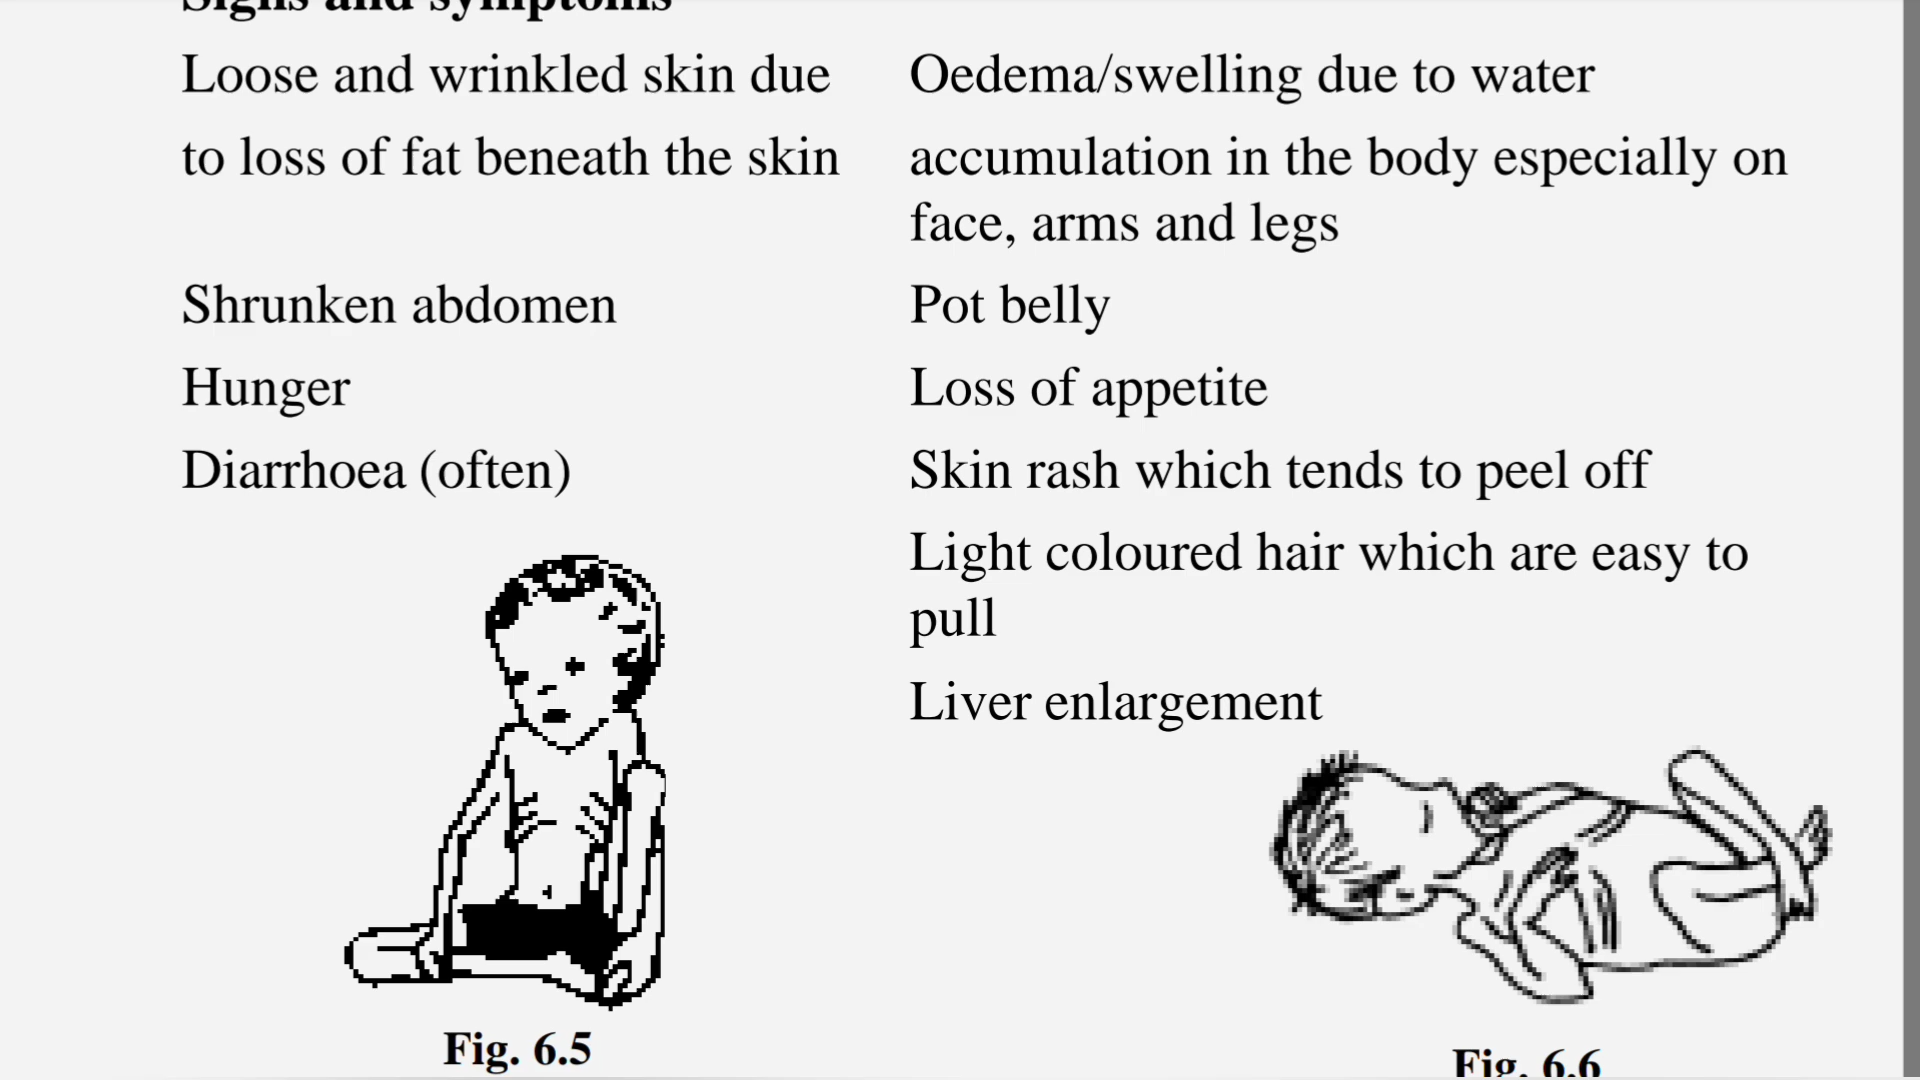 Signs and symptoms
Loose and wrinkled skin due
to loss of fat beneath the skin
Shrunken abdomen
Hunger
Diarrhoea (often)
Fig. 6.5
Oedema/swelling due to water
accumulation in the body especially on
face, arms and legs
Pot belly
Loss of appetite
Skin rash which tends to peel off
Light coloured hair which are easy to
pull
Liver enlargement
Fig. 6.6